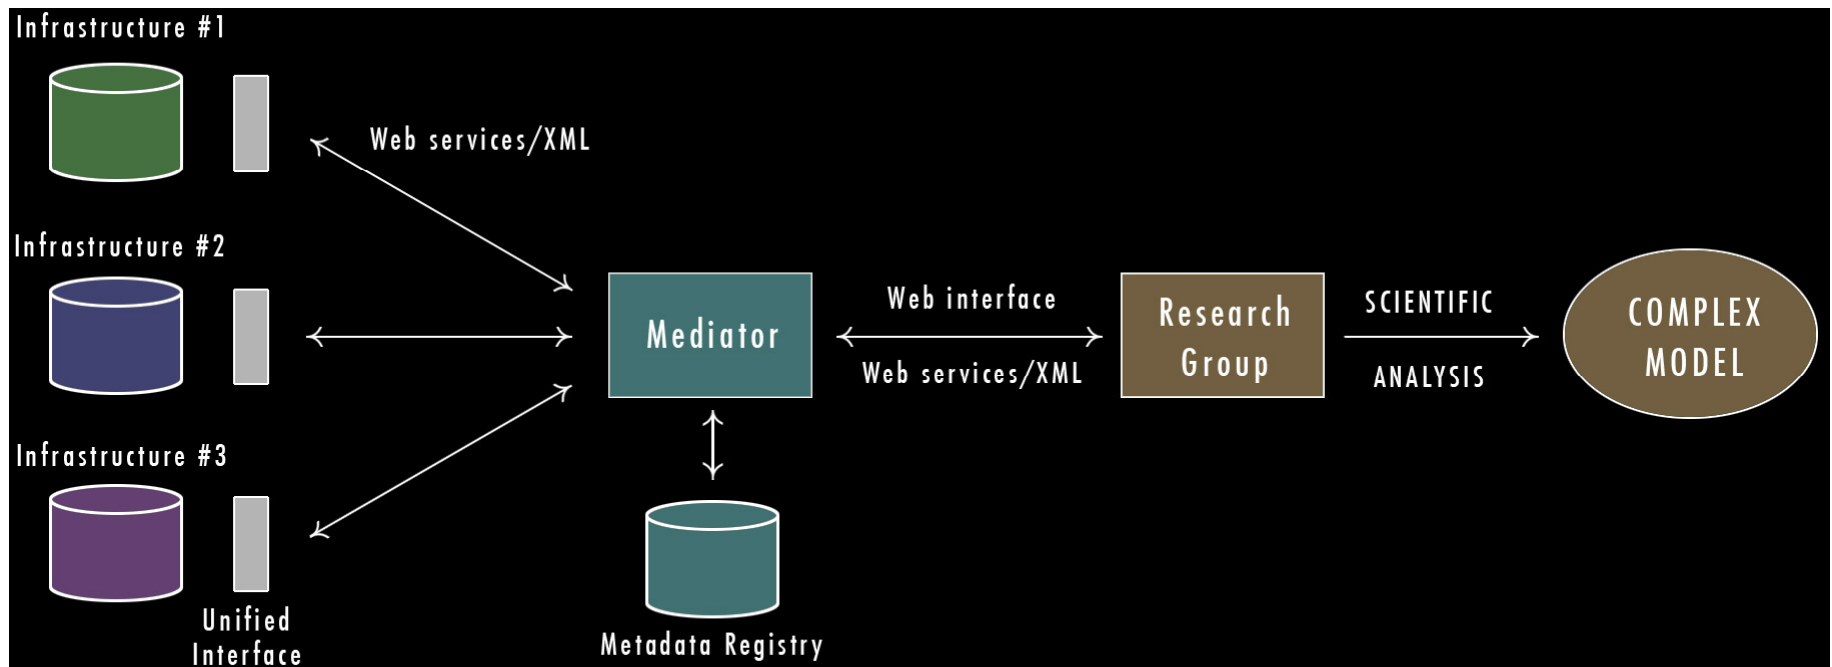 Infrastructure #1
Web services/XML
Infrastructure #2
Infrastructure #3
Unified
Interface
Mediator
Metadata Registry
Web interface
Web services/XML
Research
Group
SCIENTIFIC
ANALYSIS
COMPLEX
MODEL